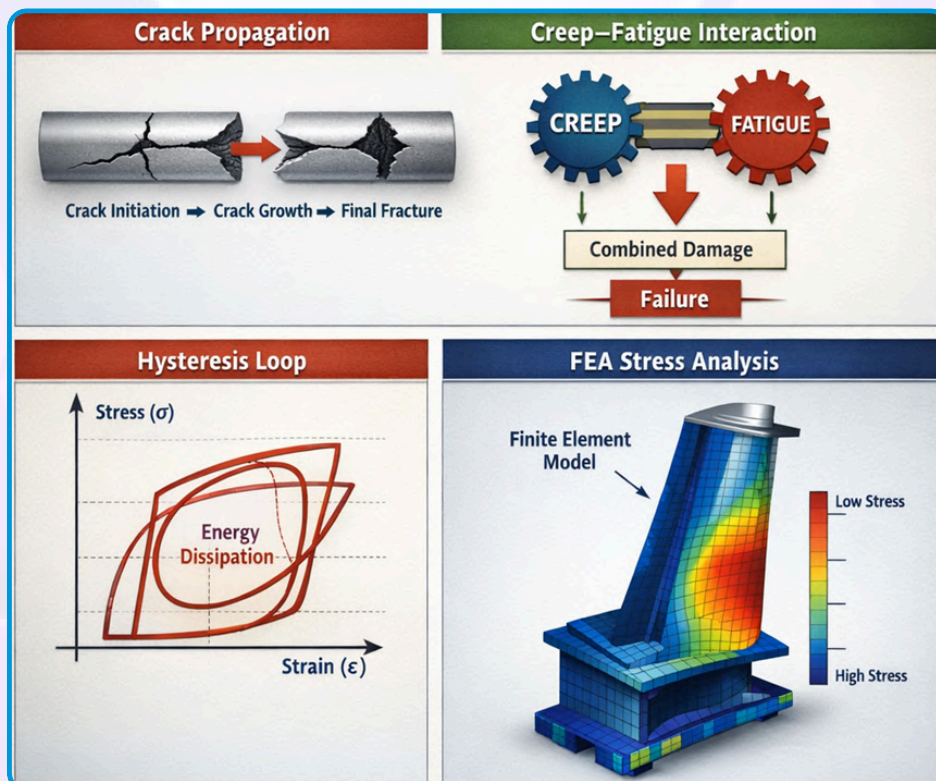 Crack Propagation
Crack Initiation ➡ Crack Growth ➡ Final Fracture
Creep–Fatigue Interaction
CREEP
FATIGUE
Combined Damage
Failure
Hysteresis Loop
Stress (σ)
Energy
Dissipation
Strain (ε)
FEA Stress Analysis
Finite Element
Model
Low Stress
High Stress